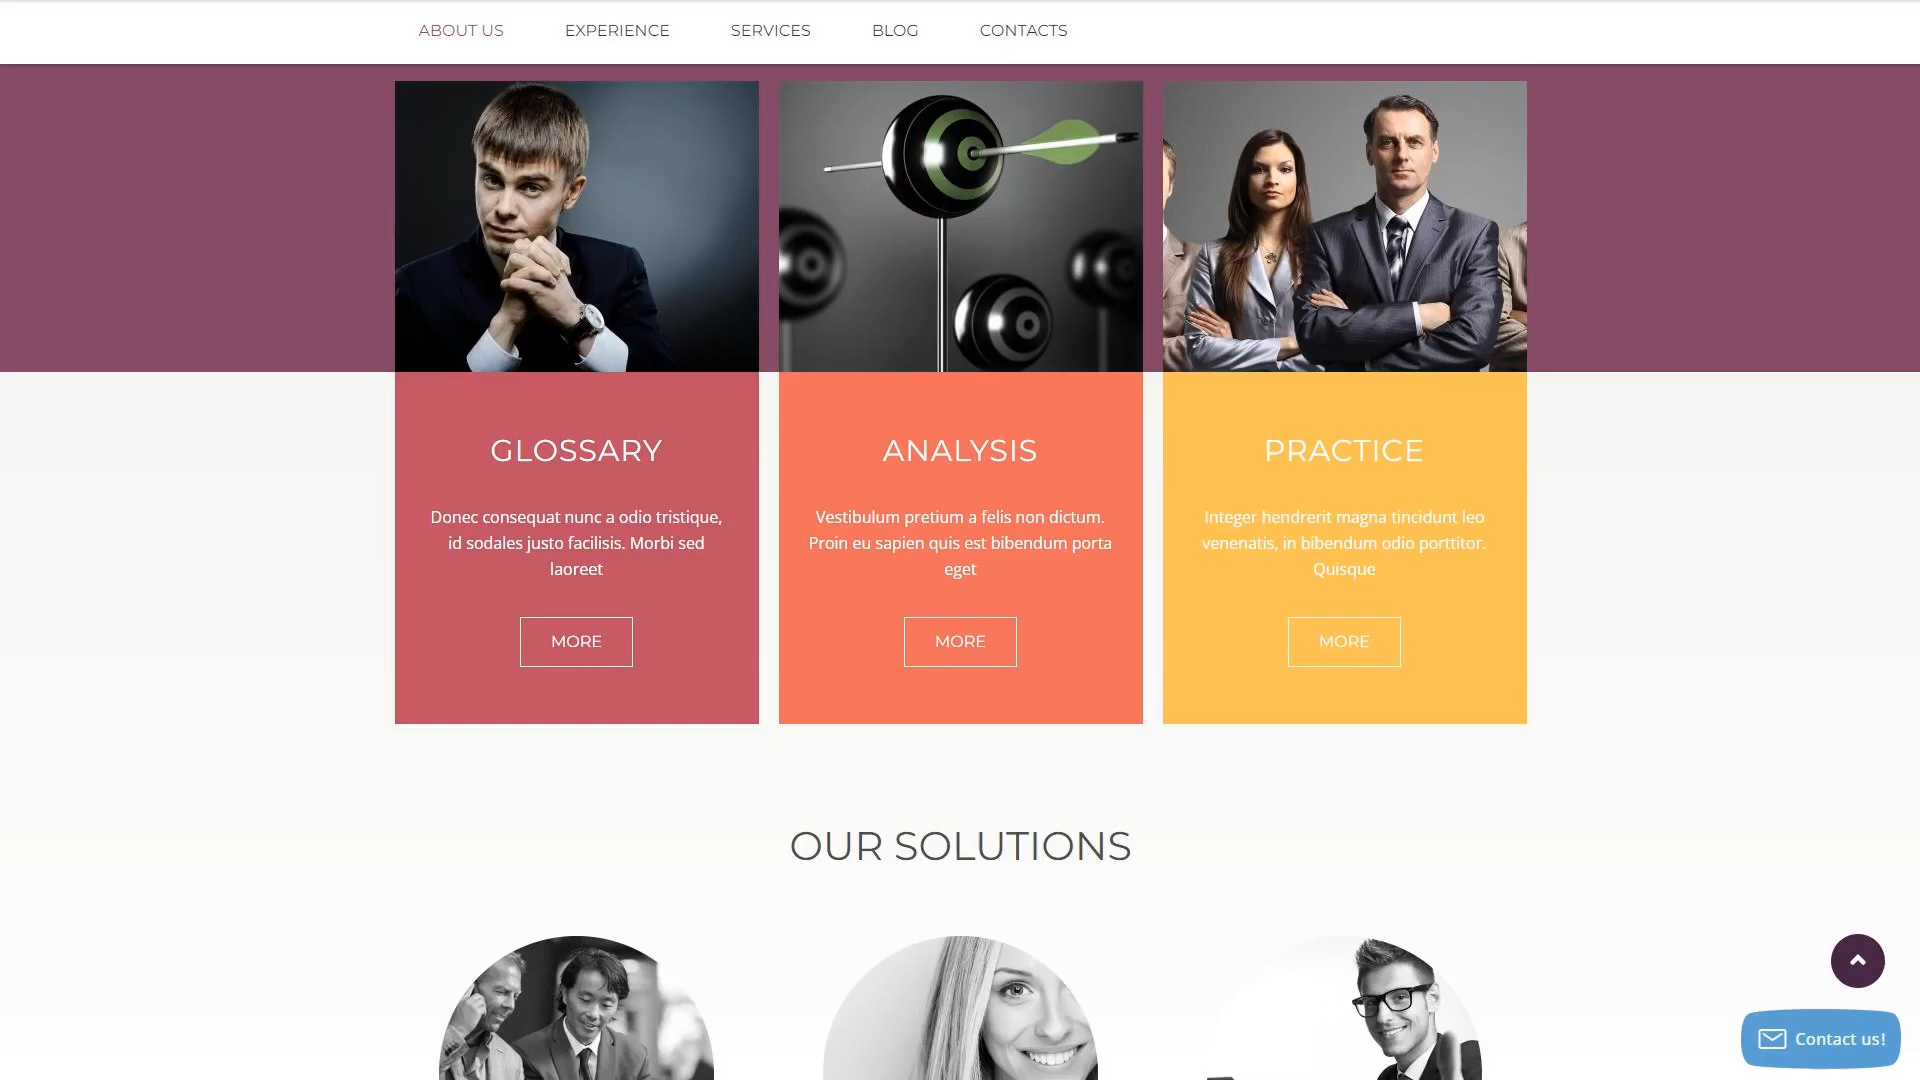 ABOUT US EXPERIENCE SERVICES BLOG CONTACTS
GLOSSARY
Donec consequat nunc a odio tristique,
id sodales justo facilisis. Morbi sed
laoreet
MORE
ANALYSIS
Vestibulum pretium a felis non dictum.
Proin eu sapien quis est bibendum porta
eget
MORE
PRACTICE
Integer hendrerit magna tincidunt leo
venenatis, in bibendum odio porttitor.
Quisque
MORE
OUR SOLUTIONS
Contact us!